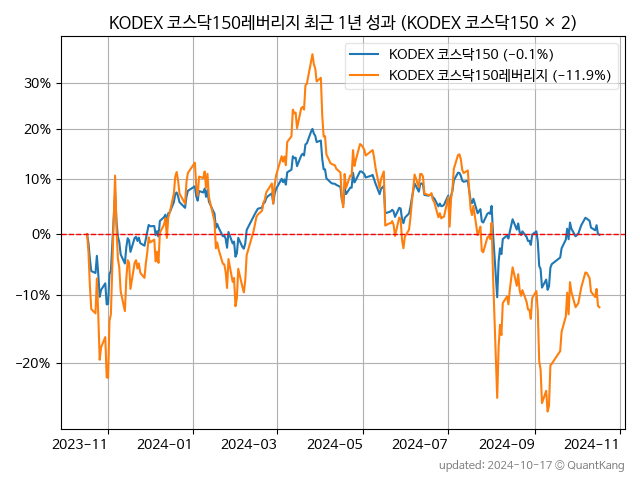 KODEX 코스닥150레버리지 최근 1년 성과 (KODEX 코스닥150 × 2)
KODEX 코스닥150 (−0.1%)
KODEX 코스닥150레버리지 (−11.9%)
30%
20%
10%
0%
−10%
−20%
2023-11 2024-01 2024-03 2024-05 2024-07 2024-09 2024-11
updated: 2024-10-17 © QuantKang